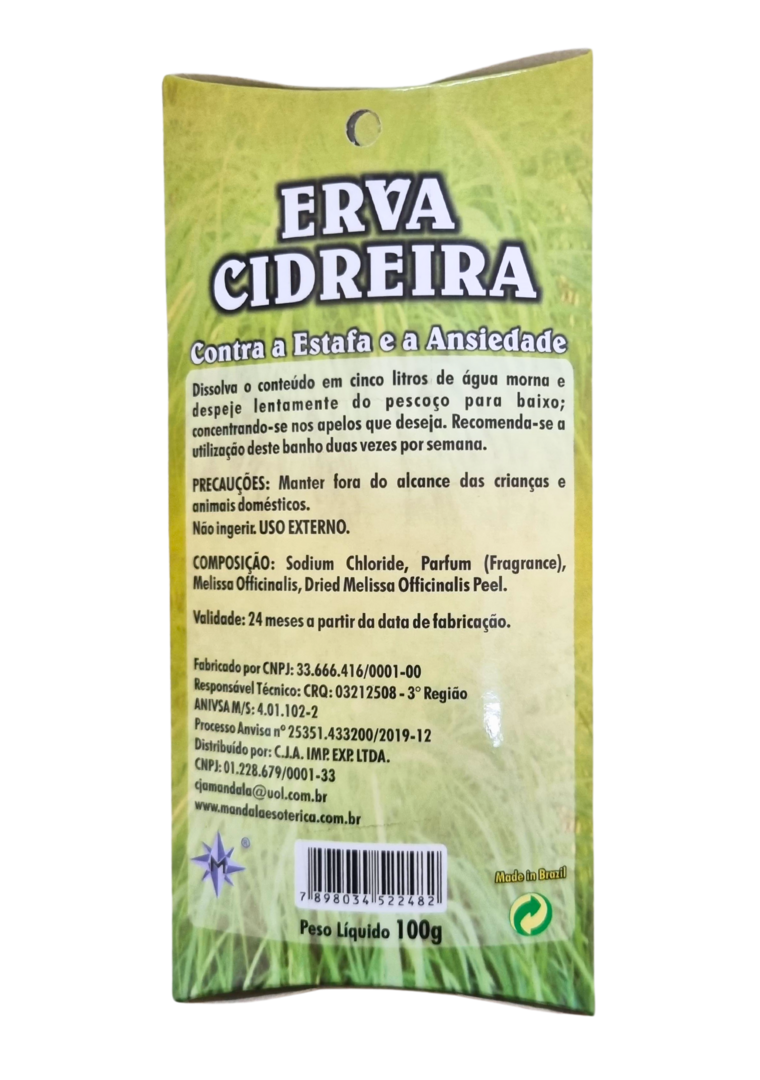 ERVA
CIDREIRA
Contra a Estafa e a Ansiedade
Dissolva o conteúdo em cinco litros de água morna e
despeje lentamente do pescoço para baixo;
concentrando-se nos apelos que deseja. Recomenda-se a
utilização deste banho duas vezes por semana.
PRECAUÇÕES: Manter fora do alcance das crianças e
animais domésticos.
Não ingerir. USO EXTERNO.
COMPOSIÇÃO: Sodium Chloride, Parfum (Fragrance),
Melissa Officinalis, Dried Melissa Officinalis Peel.
Validade: 24 meses a partir da data de fabricação.
Fabricado por CNPJ: 33.666.416/0001-00
Responsável Técnico: CRQ: 03212508 - 3° Região
ANIVSA M/S: 4.01.102-2
Processo Anvisa n° 25351.433200/2019-12
Distribuído por: C.J.A. IMP. EXP. LTDA.
CNPJ: 01.228.679/0001-33
cjamandala@uol.com.br
www.mandalaesoterica.com.br
M ®
7 898034 522482
Made in Brazil
Peso Líquido 100g